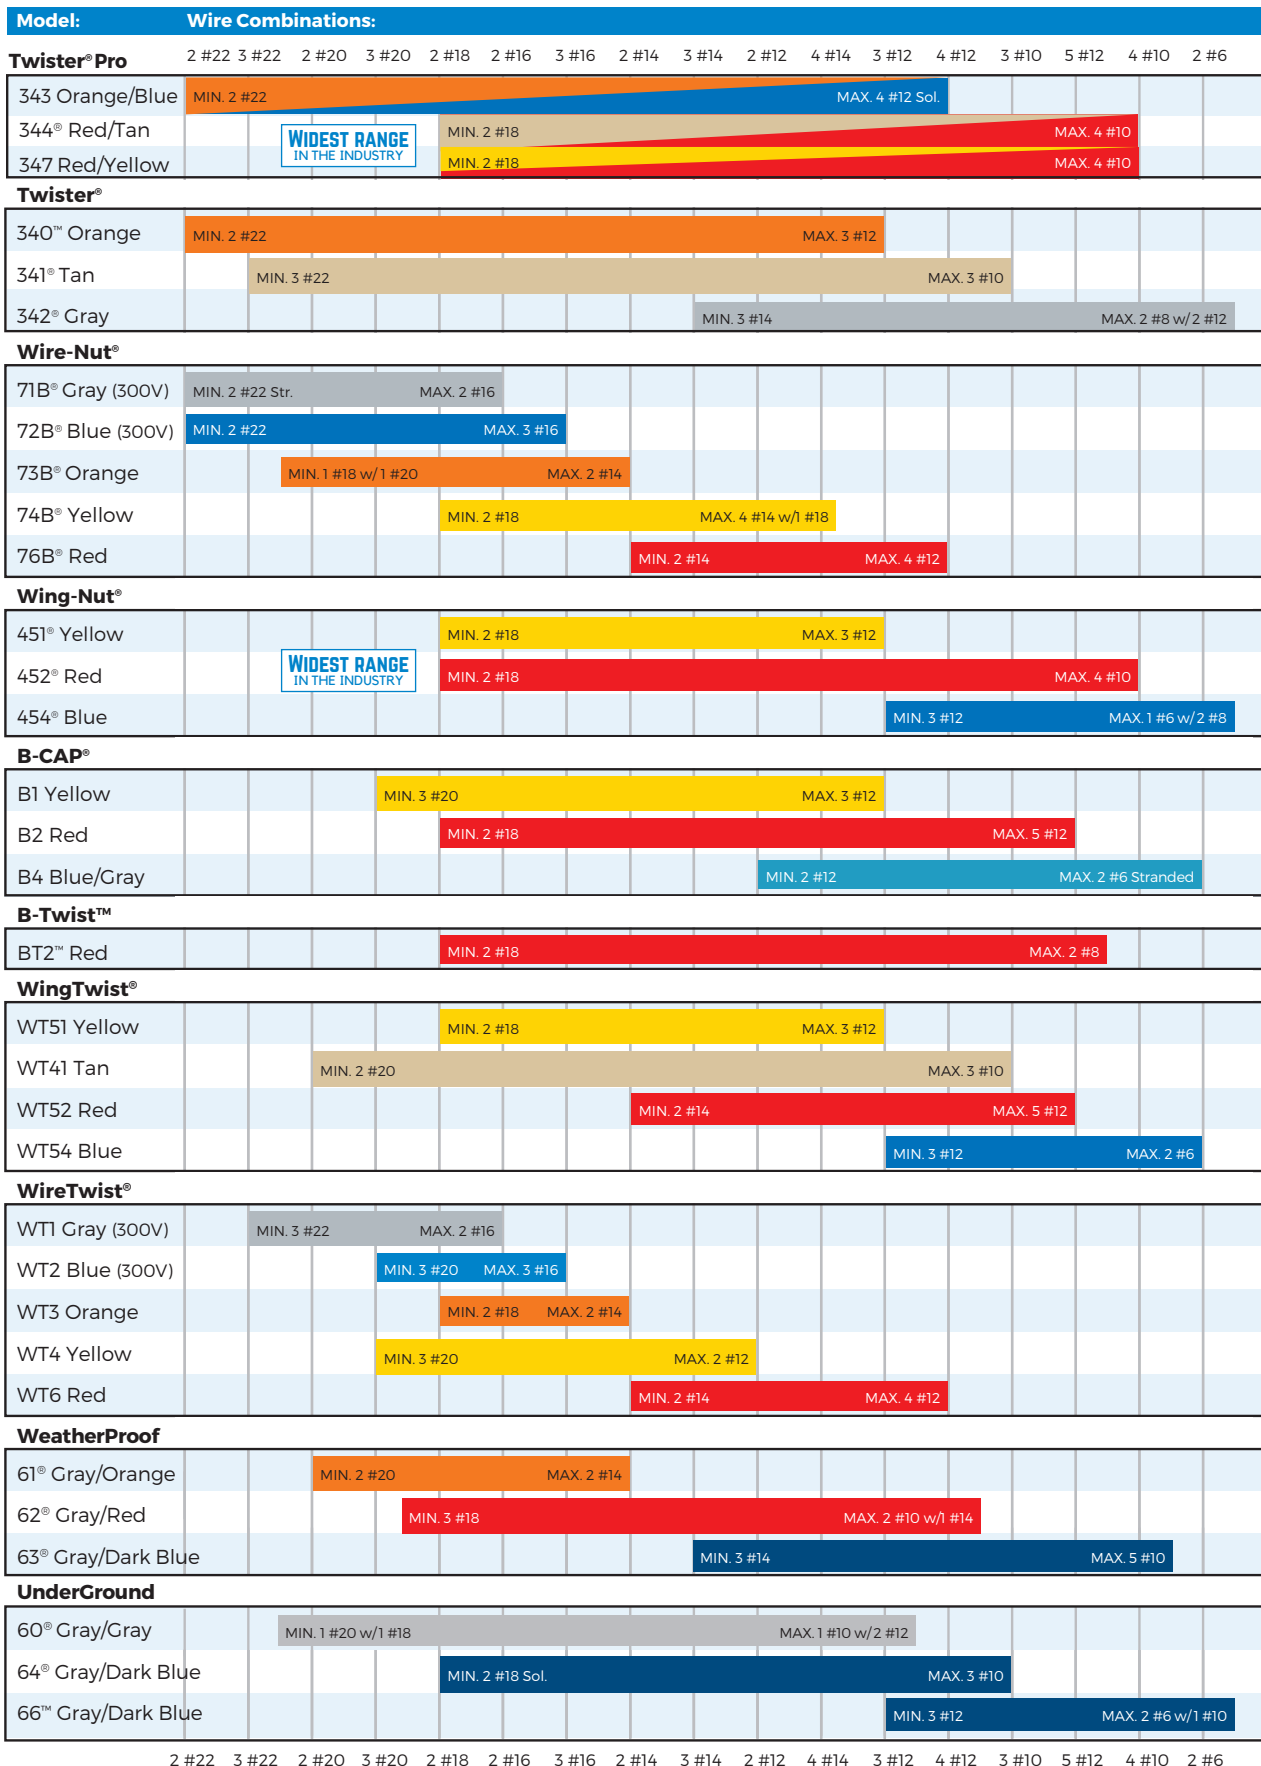 Model: Wire Combinations:
Twister® Pro 2 #22 3 #22 2 #20 3 #20 2 #18 2 #16 3 #16 2 #14 3 #14 2 #12 4 #14 3 #12 4 #12 3 #10 5 #12 4 #10 2 #6
343 Orange/Blue MIN. 2 #22 MAX. 4 #12 Sol.
344® Red/Tan MIN. 2 #18 MAX. 4 #10
WIDEST RANGE
IN THE INDUSTRY
347 Red/Yellow MIN. 2 #18 MAX. 4 #10
Twister®
340™ Orange MIN. 2 #22 MAX. 3 #12
341® Tan MIN. 3 #22 MAX. 3 #10
342® Gray MIN. 3 #14 MAX. 2 #8 w/ 2 #12
Wire-Nut®
71B® Gray (300V) MIN. 2 #22 Str. MAX. 2 #16
72B® Blue (300V) MIN. 2 #22 MAX. 3 #16
73B® Orange MIN. 1 #18 w/ 1 #20 MAX. 2 #14
74B® Yellow MIN. 2 #18 MAX. 4 #14 w/1 #18
76B® Red MIN. 2 #14 MAX. 4 #12
Wing-Nut®
451® Yellow MIN. 2 #18 MAX. 3 #12
WIDEST RANGE
IN THE INDUSTRY
452® Red MIN. 2 #18 MAX. 4 #10
454® Blue MIN. 3 #12 MAX. 1 #6 w/ 2 #8
B-CAP®
B1 Yellow MIN. 3 #20 MAX. 3 #12
B2 Red MIN. 2 #18 MAX. 5 #12
B4 Blue/Gray MIN. 2 #12 MAX. 2 #6 Stranded
B-Twist™
BT2™ Red MIN. 2 #18 MAX. 2 #8
WingTwist®
WT51 Yellow MIN. 2 #18 MAX. 3 #12
WT41 Tan MIN. 2 #20 MAX. 3 #10
WT52 Red MIN. 2 #14 MAX. 5 #12
WT54 Blue MIN. 3 #12 MAX. 2 #6
WireTwist®
WT1 Gray (300V) MIN. 3 #22 MAX. 2 #16
WT2 Blue (300V) MIN. 3 #20 MAX. 3 #16
WT3 Orange MIN. 2 #18 MAX. 2 #14
WT4 Yellow MIN. 3 #20 MAX. 2 #12
WT6 Red MIN. 2 #14 MAX. 4 #12
WeatherProof
61® Gray/Orange MIN. 2 #20 MAX. 2 #14
62® Gray/Red MIN. 3 #18 MAX. 2 #10 w/1 #14
63® Gray/Dark Blue MIN. 3 #14 MAX. 5 #10
UnderGround
60® Gray/Gray MIN. 1 #20 w/1 #18 MAX. 1 #10 w/ 2 #12
64® Gray/Dark Blue MIN. 2 #18 Sol. MAX. 3 #10
66™ Gray/Dark Blue MIN. 3 #12 MAX. 2 #6 w/1 #10
2 #22 3 #22 2 #20 3 #20 2 #18 2 #16 3 #16 2 #14 3 #14 2 #12 4 #14 3 #12 4 #12 3 #10 5 #12 4 #10 2 #6